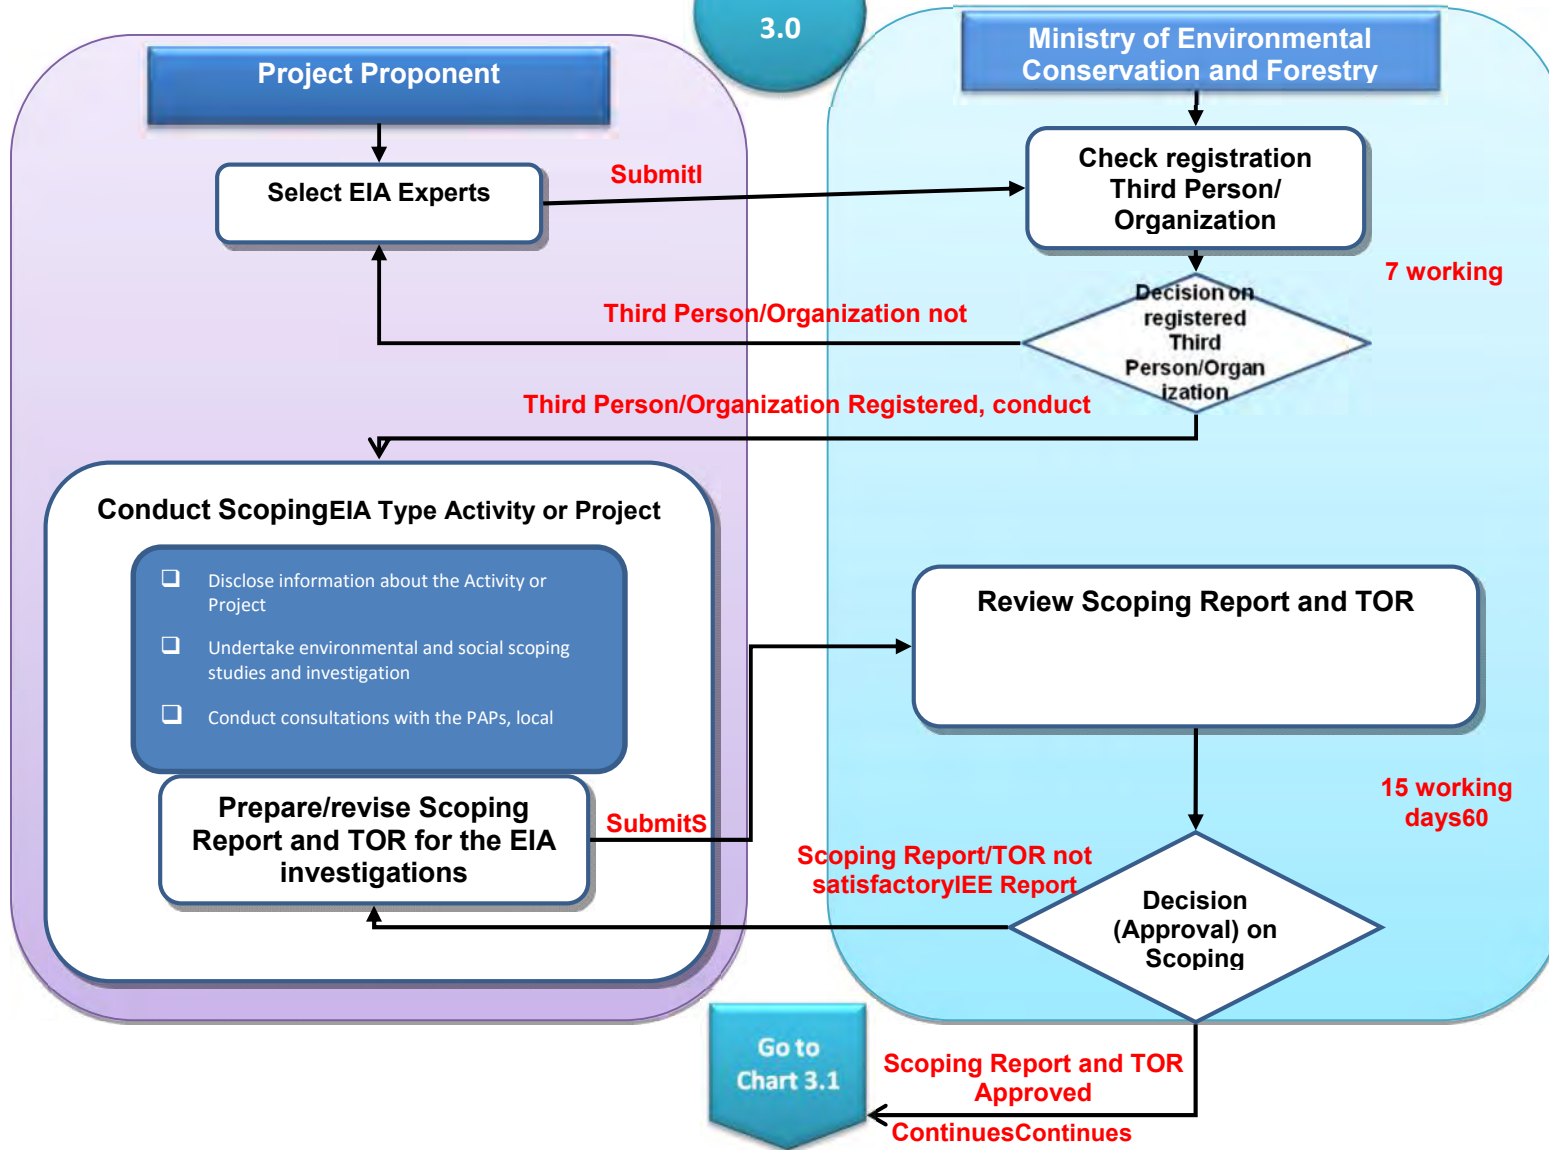 3.0
Project Proponent
Ministry of Environmental
Conservation and Forestry
Select EIA Experts
SubmitI
Check registration
Third Person/
Organization
7 working
Third Person/Organization not
Decision on
registered
Third
Person/Organ
ization
Third Person/Organization Registered, conduct
Conduct ScopingEIA Type Activity or Project
❑ Disclose information about the Activity or
Project
❑ Undertake environmental and social scoping
studies and investigation
❑ Conduct consultations with the PAPs, local
Prepare/revise Scoping
Report and TOR for the EIA
investigations
SubmitS
Review Scoping Report and TOR
15 working
days60
Scoping Report/TOR not
satisfactoryIEE Report
Decision
(Approval) on
Scoping
Go to
Chart 3.1
Scoping Report and TOR
Approved
ContinuesContinues